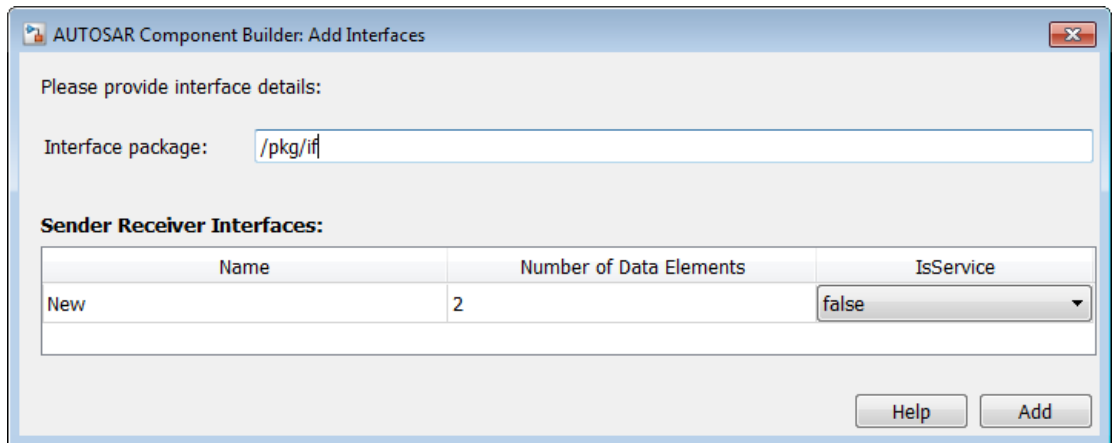 AUTOSAR Component Builder: Add Interfaces
Please provide interface details:
Interface package: /pkg/if
Sender Receiver Interfaces:
Name Number of Data Elements IsService
New 2 false
Help Add